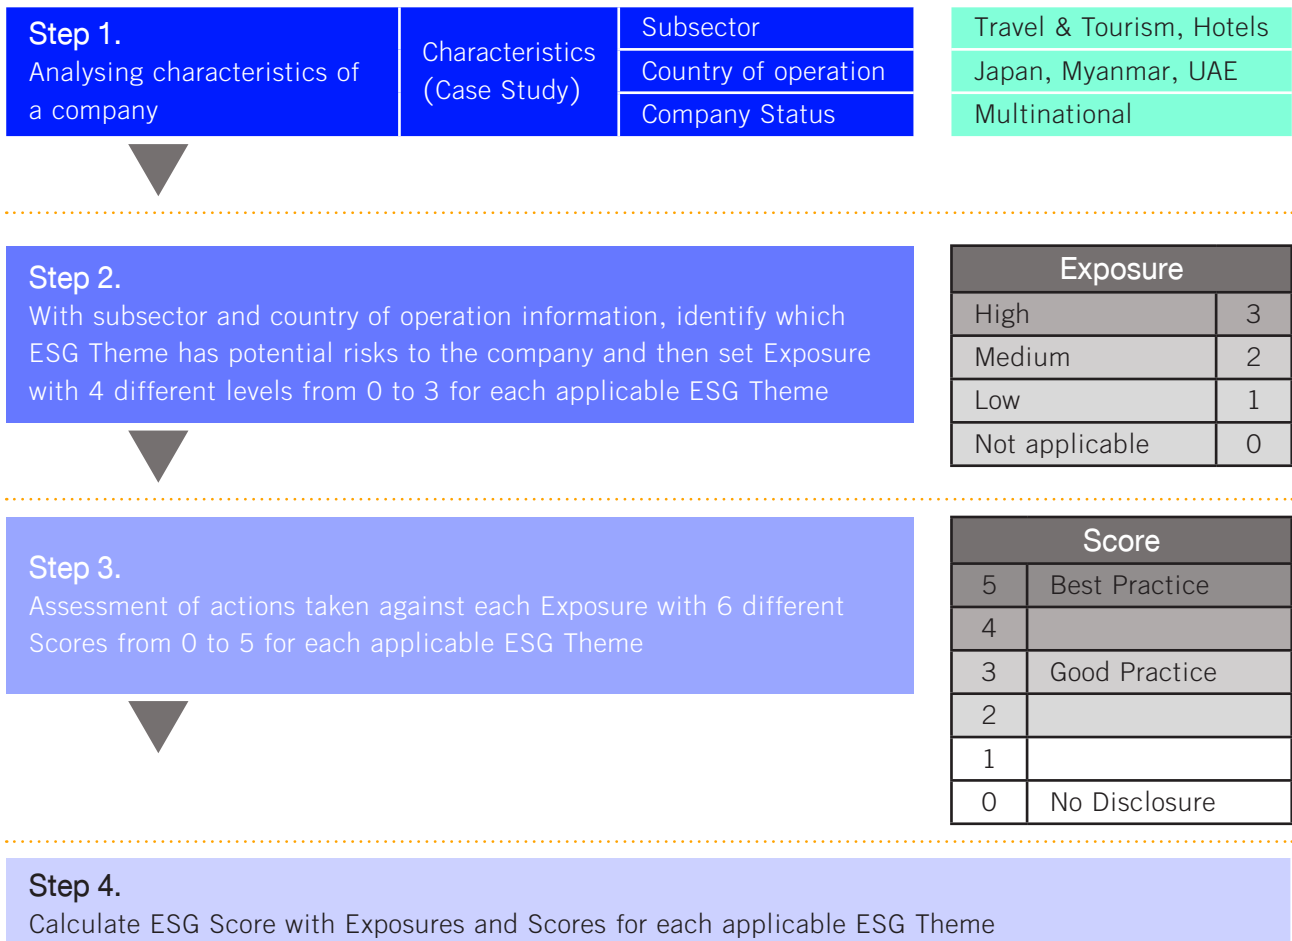 Step 1.
Analysing characteristics of
a company
Characteristics
(Case Study)
Subsector
Country of operation
Company Status
Travel & Tourism, Hotels
Japan, Myanmar, UAE
Multinational
Step 2.
With subsector and country of operation information, identify which
ESG Theme has potential risks to the company and then set Exposure
with 4 different levels from 0 to 3 for each applicable ESG Theme
Exposure
High 3
Medium 2
Low 1
Not applicable 0
Step 3.
Assessment of actions taken against each Exposure with 6 different
Scores from 0 to 5 for each applicable ESG Theme
Score
5 Best Practice
4
3 Good Practice
2
1
0 No Disclosure
Step 4.
Calculate ESG Score with Exposures and Scores for each applicable ESG Theme